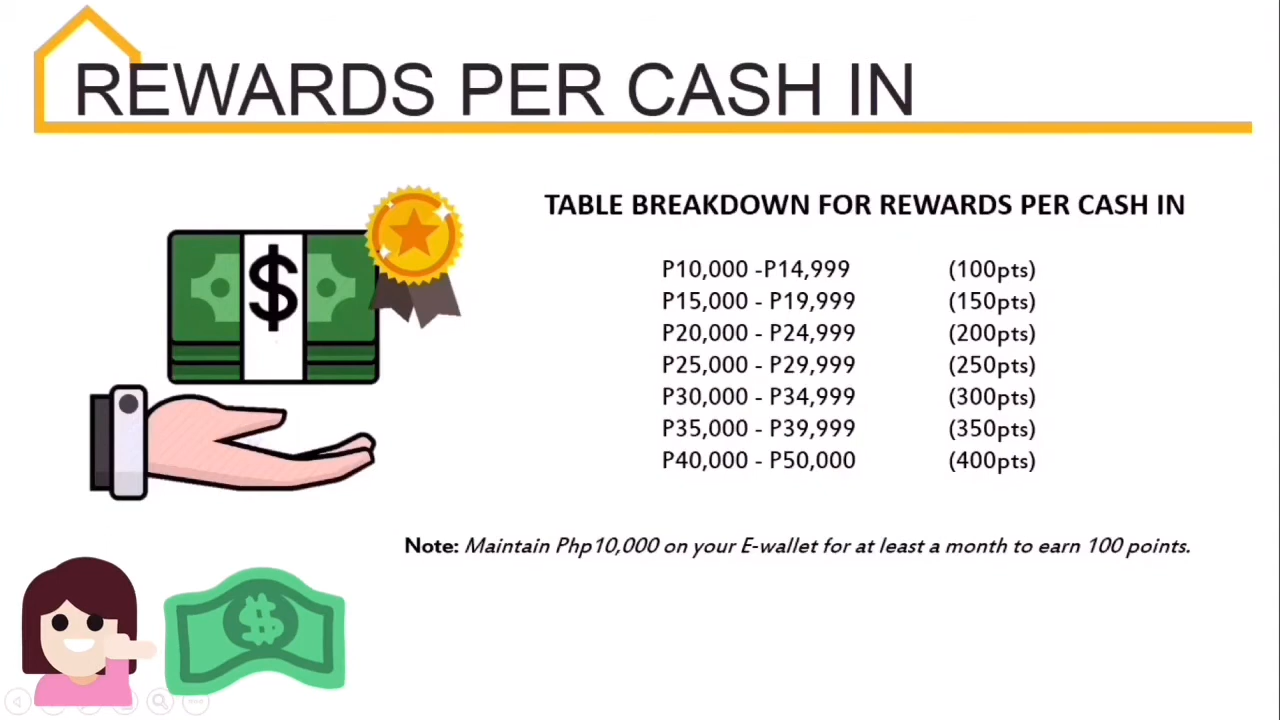 REWARDS PER CASH IN
TABLE BREAKDOWN FOR REWARDS PER CASH IN
P10,000 -P14,999 (100pts)
P15,000 - P19,999 (150pts)
P20,000 - P24,999 (200pts)
P25,000 - P29,999 (250pts)
P30,000 - P34,999 (300pts)
P35,000 - P39,999 (350pts)
P40,000 - P50,000 (400pts)
Note: Maintain Php10,000 on your E-wallet for at least a month to earn 100 points.